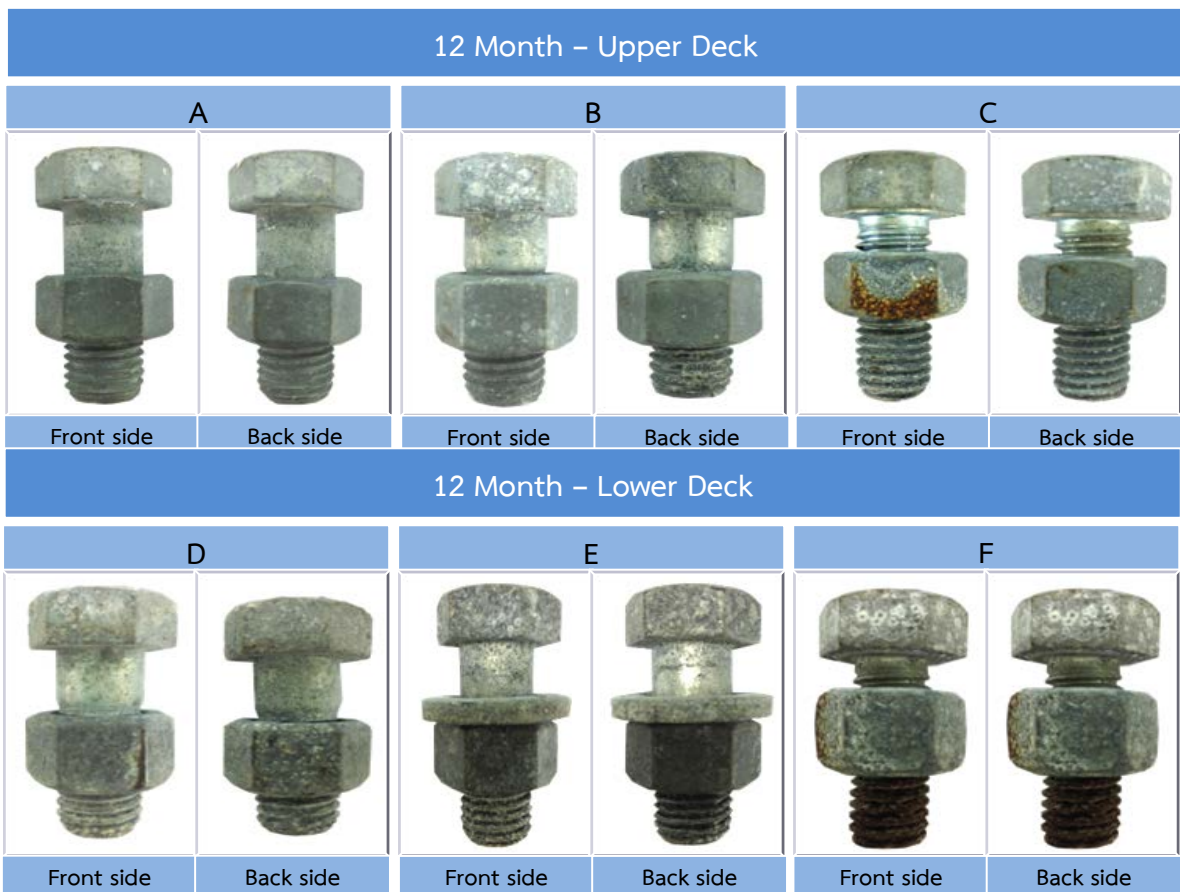 12 Month – Upper Deck
A B C
Front side Back side Front side Back side Front side Back side
12 Month – Lower Deck
D E F
Front side Back side Front side Back side Front side Back side